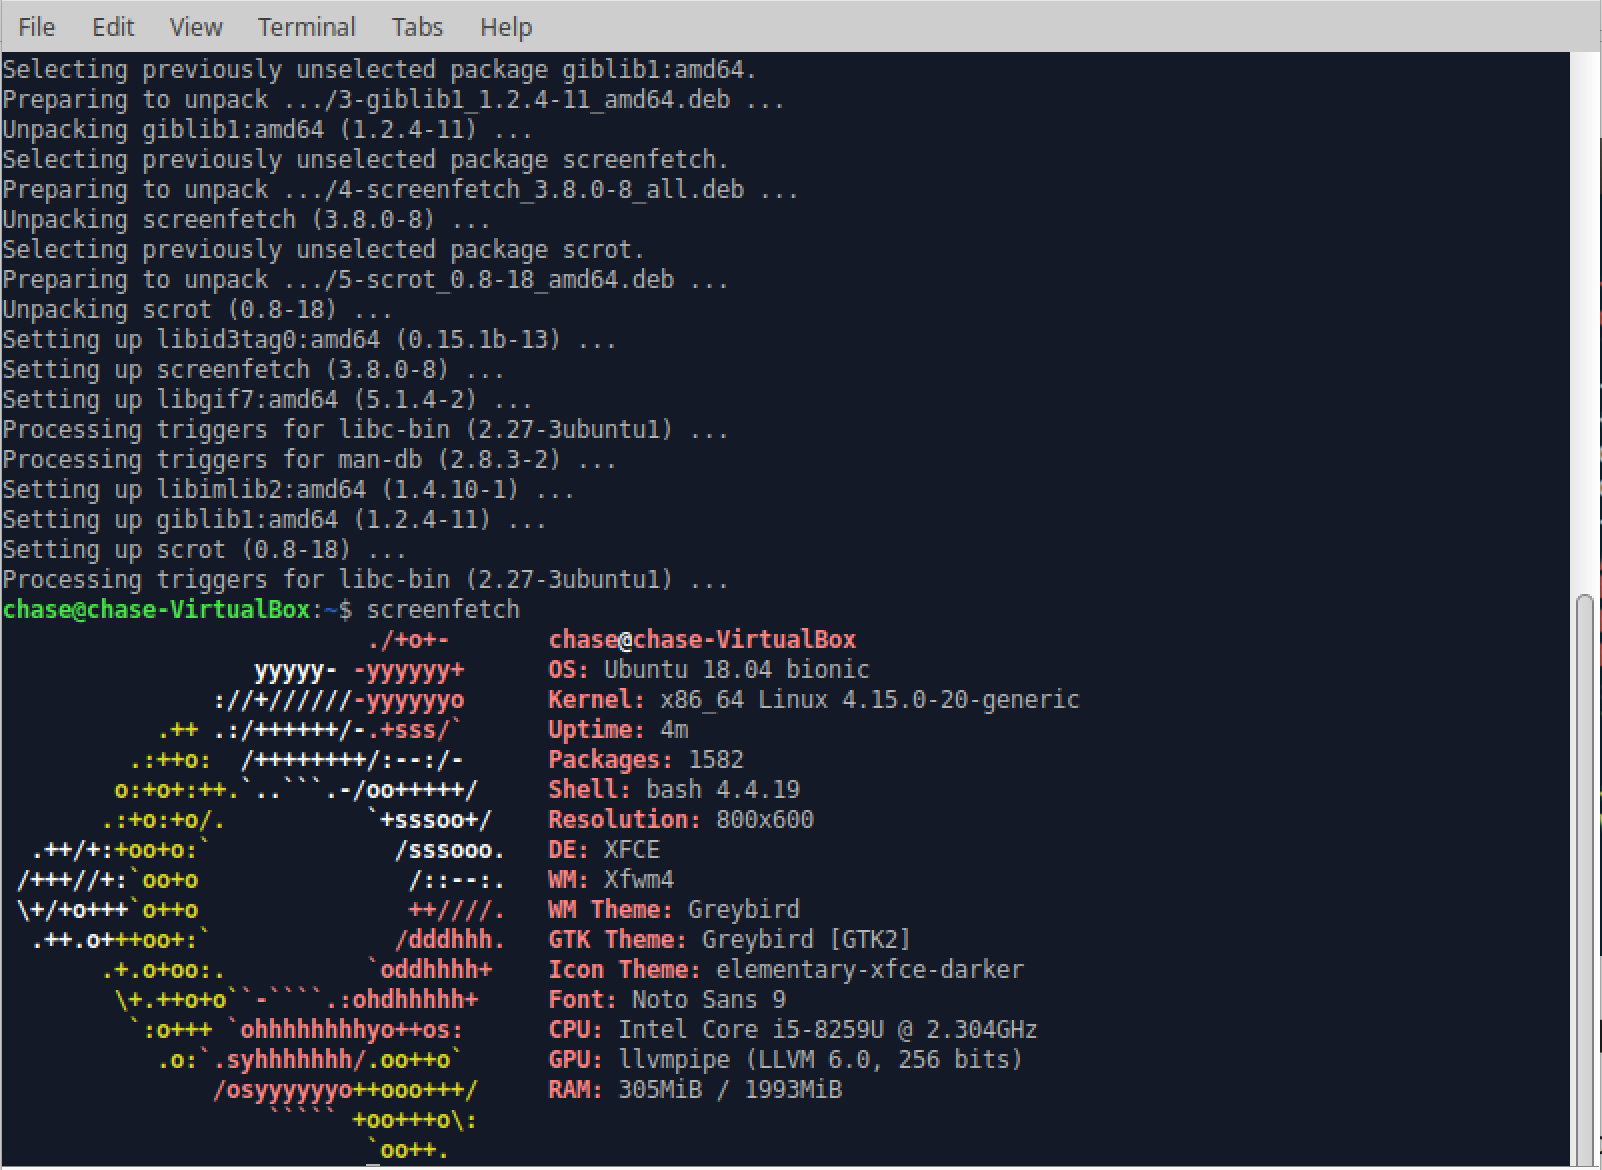 File Edit View Terminal Tabs Help
Selecting previously unselected package giblib1:amd64.
Preparing to unpack .../3-giblib1_1.2.4-11_amd64.deb ...
Unpacking giblib1:amd64 (1.2.4-11) ...
Selecting previously unselected package screenfetch.
Preparing to unpack .../4-screenfetch_3.8.0-8_all.deb ...
Unpacking screenfetch (3.8.0-8) ...
Selecting previously unselected package scrot.
Preparing to unpack .../5-scrot_0.8-18_amd64.deb ...
Unpacking scrot (0.8-18) ...
Setting up libid3tag0:amd64 (0.15.1b-13) ...
Setting up screenfetch (3.8.0-8) ...
Setting up libgif7:amd64 (5.1.4-2) ...
Processing triggers for libc-bin (2.27-3ubuntu1) ...
Processing triggers for man-db (2.8.3-2) ...
Setting up libimlib2:amd64 (1.4.10-1) ...
Setting up giblib1:amd64 (1.2.4-11) ...
Setting up scrot (0.8-18) ...
Processing triggers for libc-bin (2.27-3ubuntu1) ...
chase@chase-VirtualBox:~$ screenfetch
                          ./+o+-       chase@chase-VirtualBox
                  yyyyy- -yyyyyy+      OS: Ubuntu 18.04 bionic
               ://+//////-yyyyyyo      Kernel: x86_64 Linux 4.15.0-20-generic
           .++ .:/++++++/-.+sss/`      Uptime: 4m
         .:++o:  /++++++++/:--:/-      Packages: 1582
        o:+o+:++.`..```.-/oo+++++/     Shell: bash 4.4.19
       .:+o:+o/.          `+sssoo+/    Resolution: 800x600
  .++/+:+oo+o:`             /sssooo.   DE: XFCE
 /+++//+:`oo+o               /::--:.   WM: Xfwm4
 \+/+o+++`o++o               ++////.   WM Theme: Greybird
  .++.o+++oo+:`             /dddhhh.   GTK Theme: Greybird [GTK2]
       .+.o+oo:.          `oddhhhh+    Icon Theme: elementary-xfce-darker
        \+.++o+o``-````.:ohdhhhhh+     Font: Noto Sans 9
         `:o+++ `ohhhhhhhhyo++os:      CPU: Intel Core i5-8259U @ 2.304GHz
           .o:`.syhhhhhhh/.oo++o`      GPU: llvmpipe (LLVM 6.0, 256 bits)
               /osyyyyyyo++ooo+++/     RAM: 305MiB / 1993MiB
                   ````` +oo+++o\:
                          `oo++.